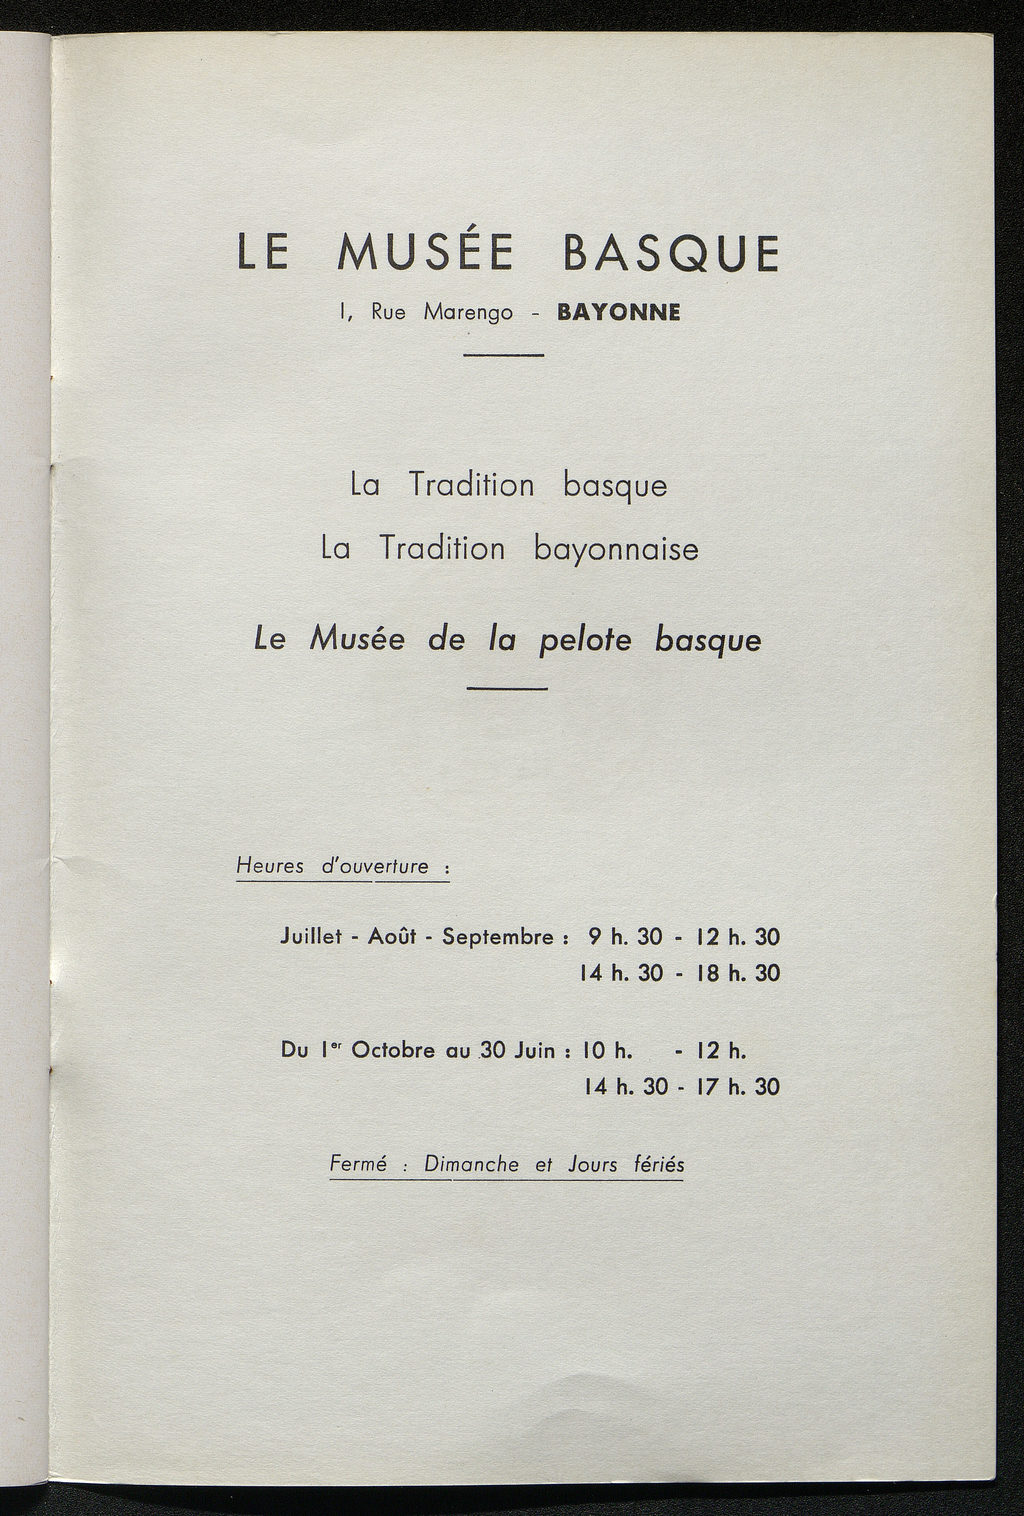 LE MUSÉE BASQUE
1, Rue Marengo - BAYONNE
La Tradition basque
La Tradition bayonnaise
Le Musée de la pelote basque
Heures d'ouverture :
Juillet - Août - Septembre : 9 h. 30 - 12 h. 30
14 h. 30 - 18 h. 30
Du 1er Octobre au 30 Juin : 10 h. - 12 h.
14 h. 30 - 17 h. 30
Fermé : Dimanche et Jours fériés